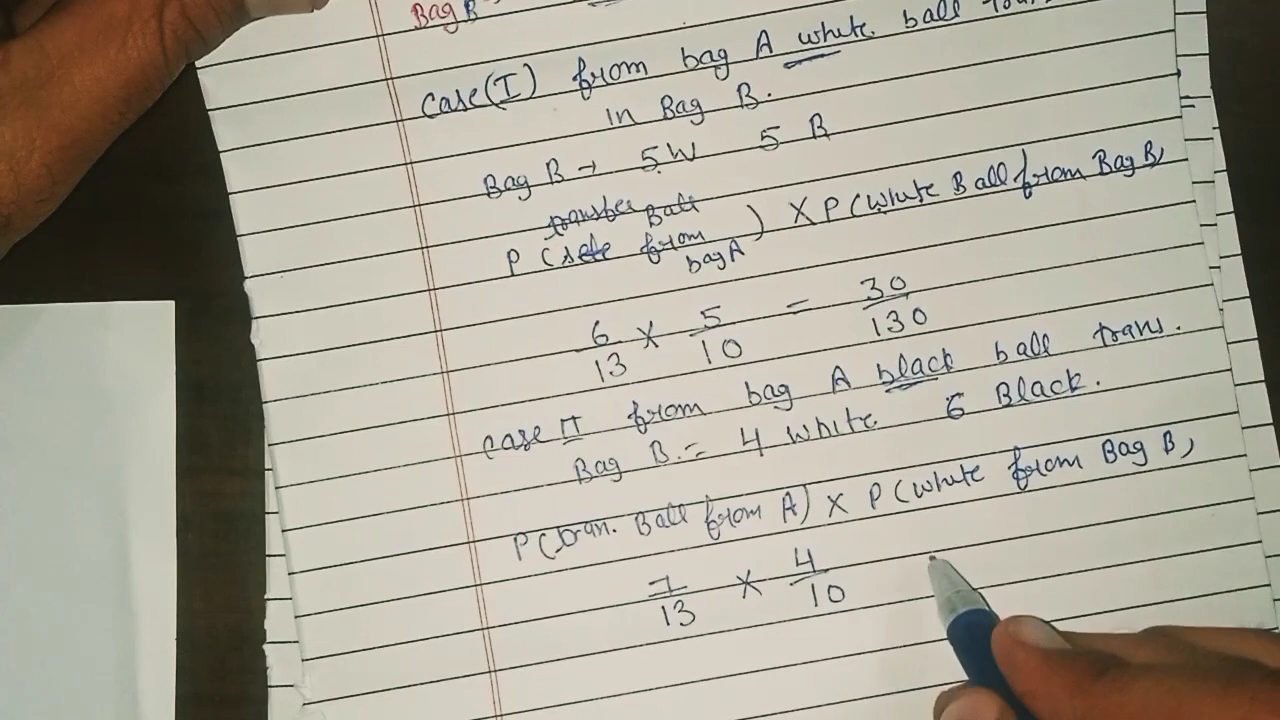 Bag B
Case(I) from bag A white ball
in Bag B.
Bag B → 5W 5 B
transfer Ball
P ( from ) X P (White Ball from Bag B)
bag A
6/13 X 5/10 = 30/130
Case II from bag A black ball trans.
Bag B.= 4 white 6 Black.
P(tran. Ball from A) X P (white from Bag B)
7/13 X 4/10